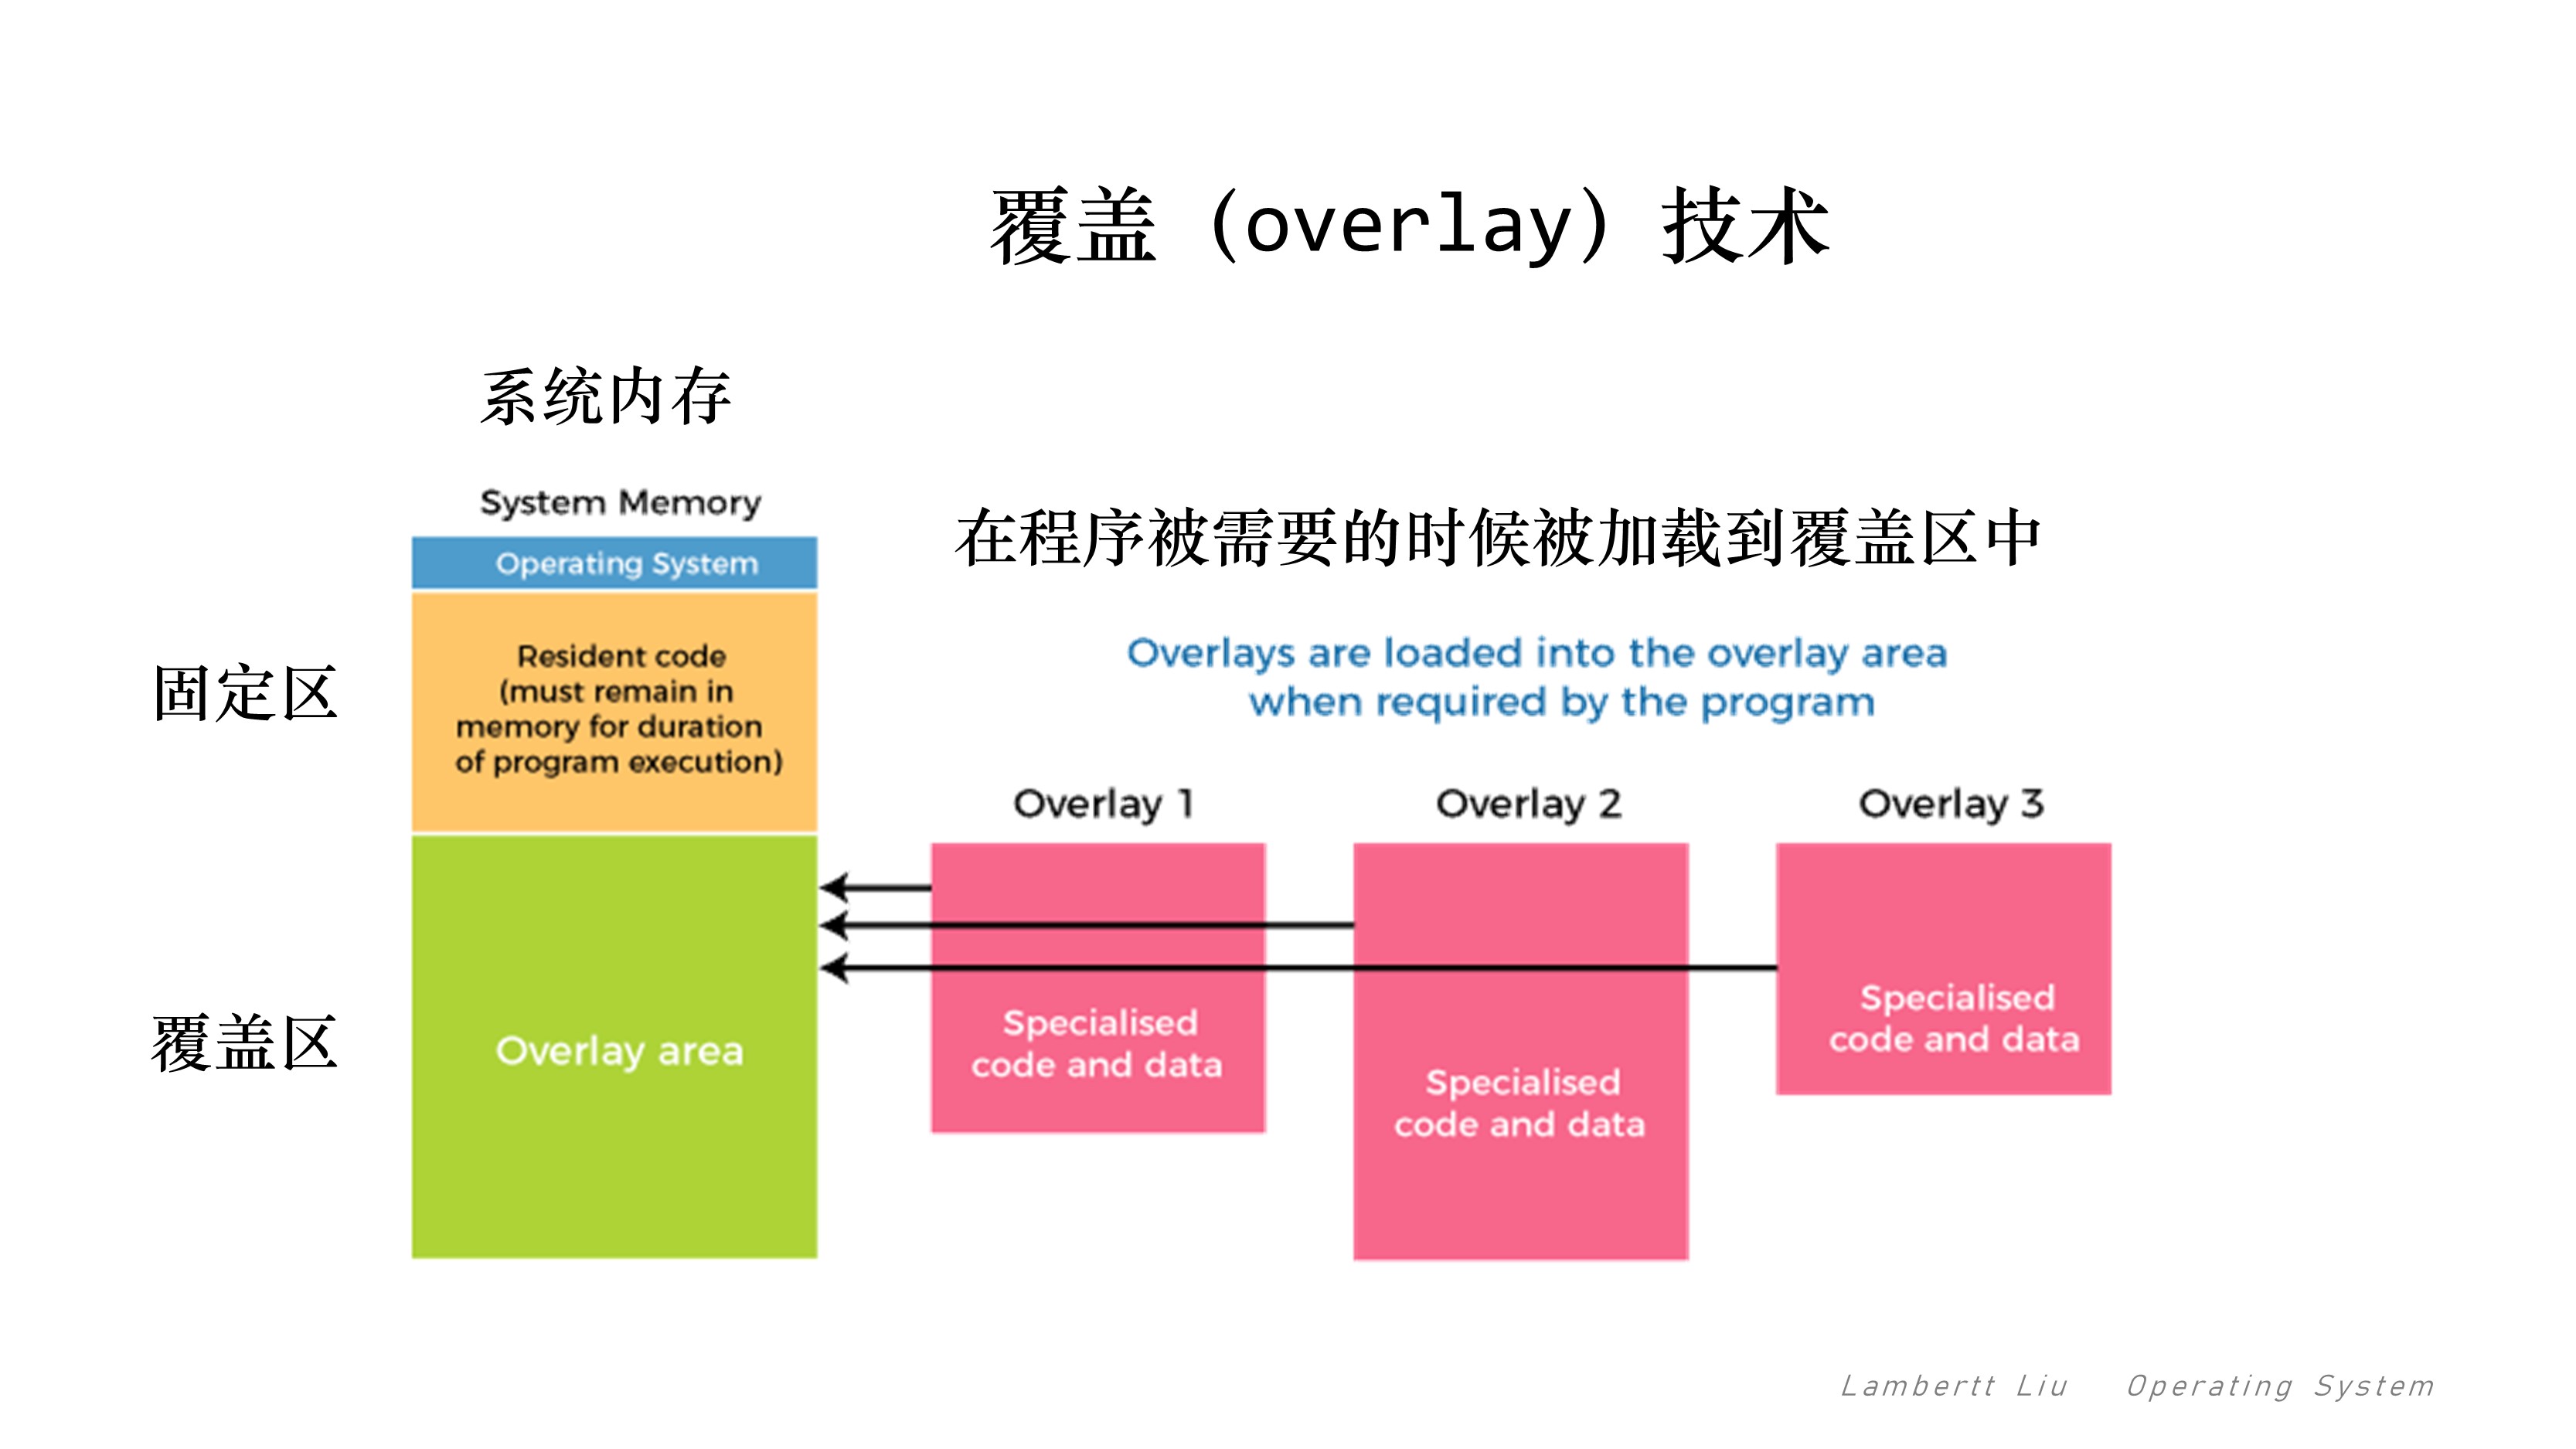 覆盖（overlay）技术
系统内存
System Memory
Operating System
在程序被需要的时候被加载到覆盖区中
固定区
Resident code
(must remain in
memory for duration
of program execution)
Overlays are loaded into the overlay area
when required by the program
Overlay 1
Overlay 2
Overlay 3
覆盖区
Overlay area
Specialised
code and data
Specialised
code and data
Specialised
code and data
Lambertt Liu Operating System